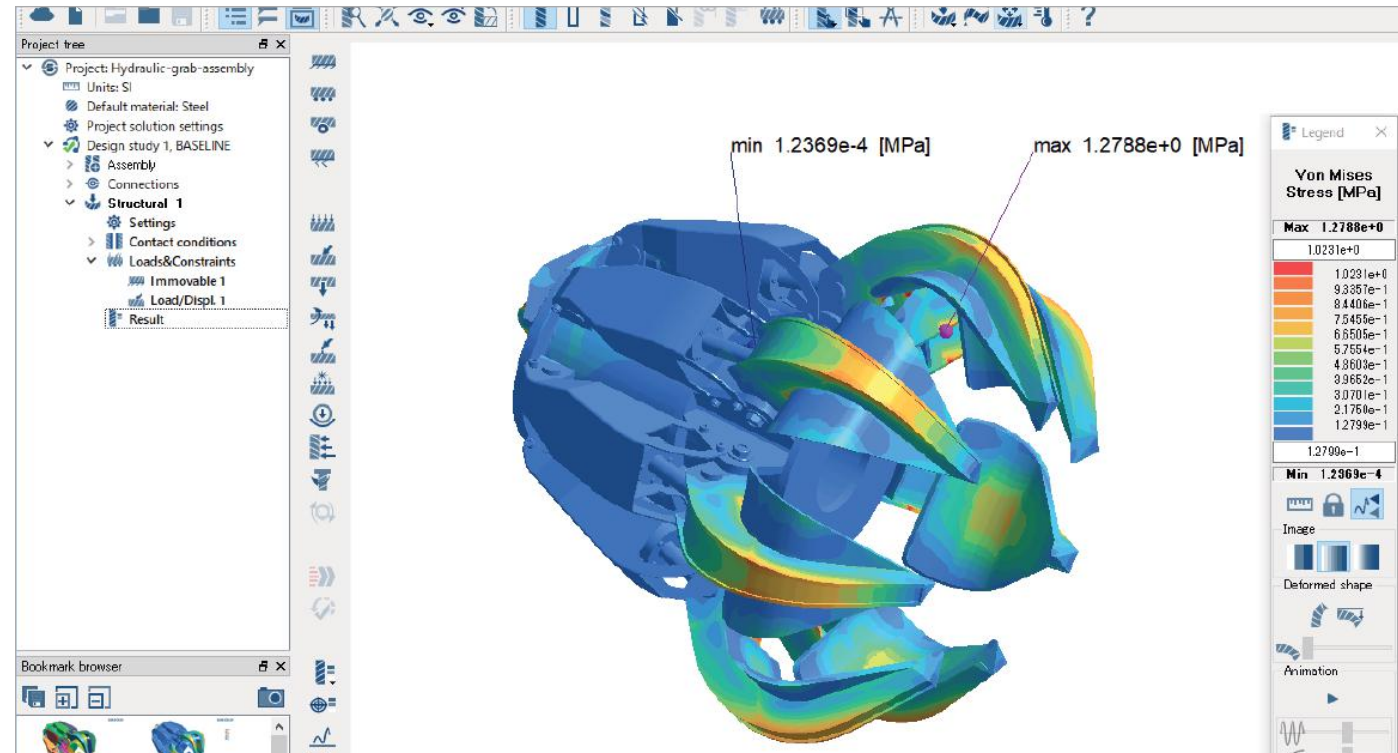 Project tree
Project: Hydraulic-grab-assembly
Units: SI
Default material: Steel
Project solution settings
Design study 1, BASELINE
Assembly
Connections
Structural 1
Settings
Contact conditions
Loads&Constraints
Immovable 1
Load/Displ. 1
Result
Bookmark browser
min 1.2369e-4 [MPa]
max 1.2788e+0 [MPa]
Legend
Von Mises
Stress [MPa]
Max 1.2788e+0
1.0231e+0
1.0231e+0
9.3357e-1
8.4406e-1
7.5455e-1
6.6505e-1
5.7554e-1
4.8603e-1
3.9652e-1
3.0701e-1
2.1750e-1
1.2799e-1
1.2799e-1
Min 1.2369e-4
Image
Deformed shape
Animation